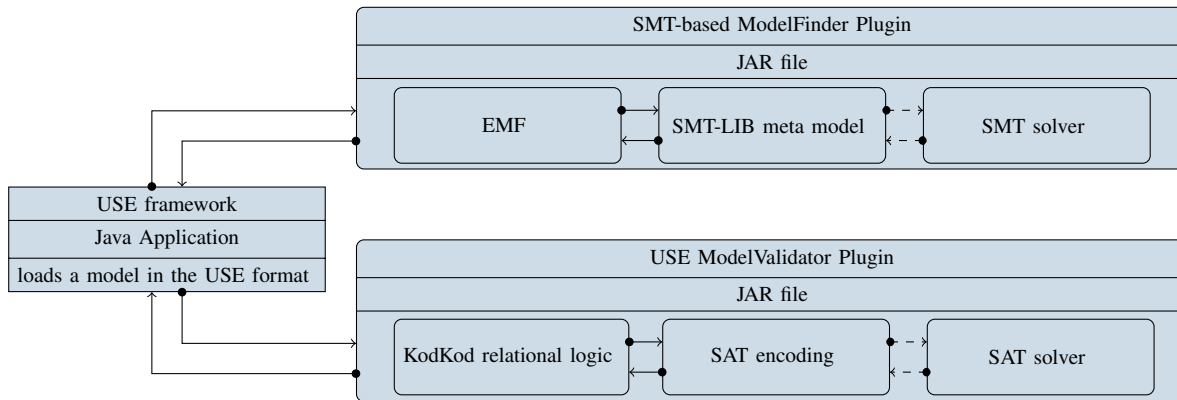 SMT-based ModelFinder Plugin
JAR file
EMF
SMT-LIB meta model
SMT solver
USE framework
Java Application
loads a model in the USE format
USE ModelValidator Plugin
JAR file
KodKod relational logic
SAT encoding
SAT solver